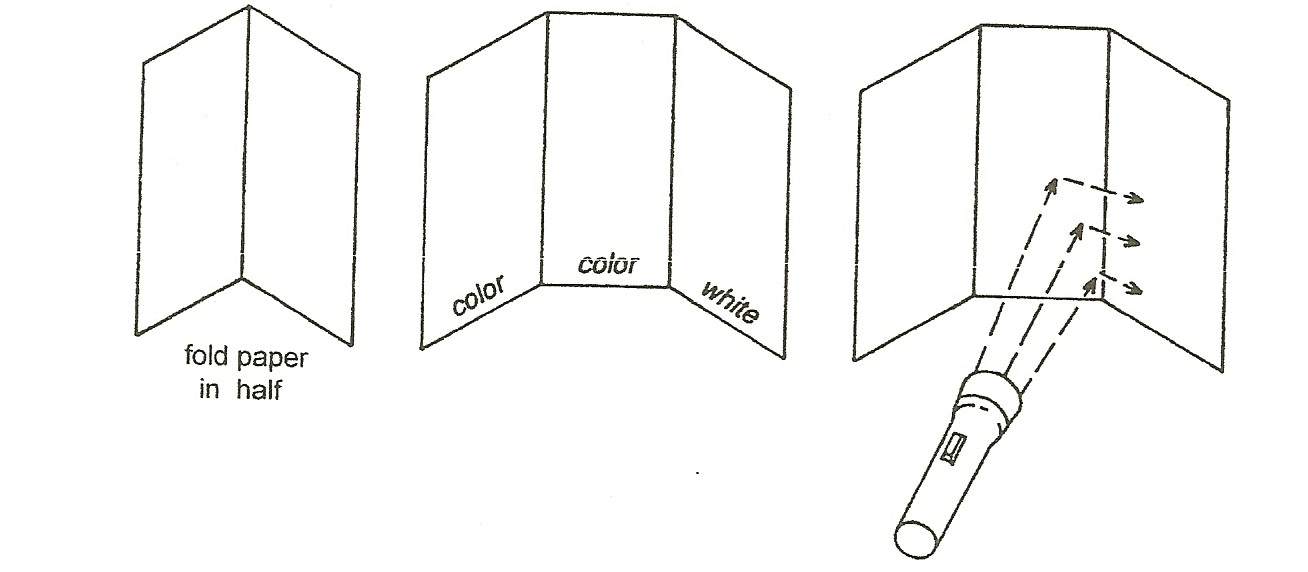 fold paper
in half
color
color
white